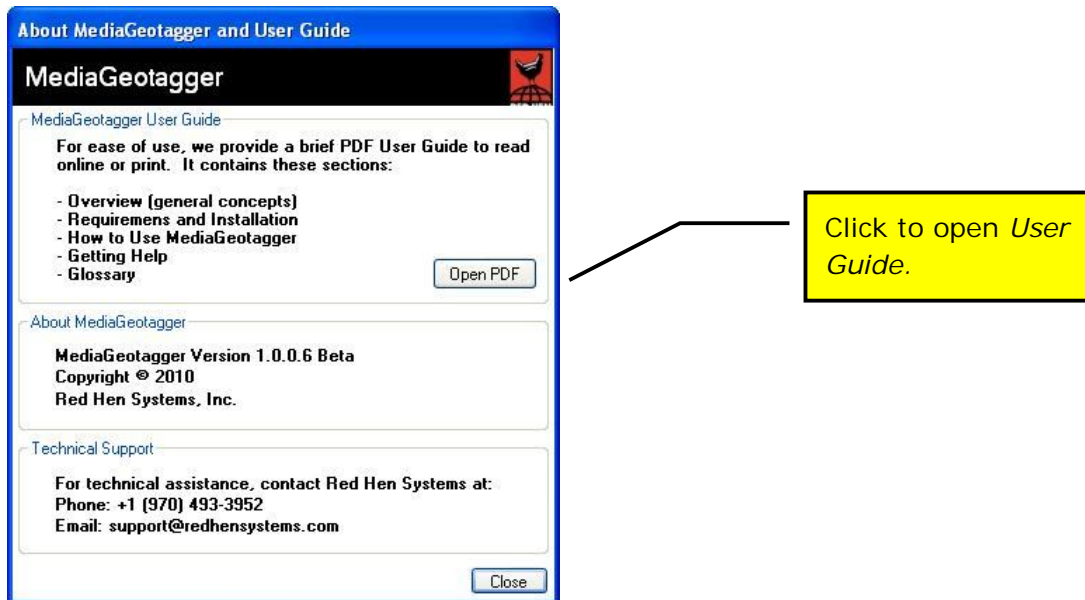 About MediaGeotagger and User Guide
MediaGeotagger
MediaGeotagger User Guide
For ease of use, we provide a brief PDF User Guide to read
online or print. It contains these sections:
- Overview (general concepts)
- Requiremens and Installation
- How to Use MediaGeotagger
- Getting Help
- Glossary
Open PDF
Click to open User
Guide.
About MediaGeotagger
MediaGeotagger Version 1.0.0.6 Beta
Copyright © 2010
Red Hen Systems, Inc.
Technical Support
For technical assistance, contact Red Hen Systems at:
Phone: +1 (970) 493-3952
Email: support@redhensystems.com
Close